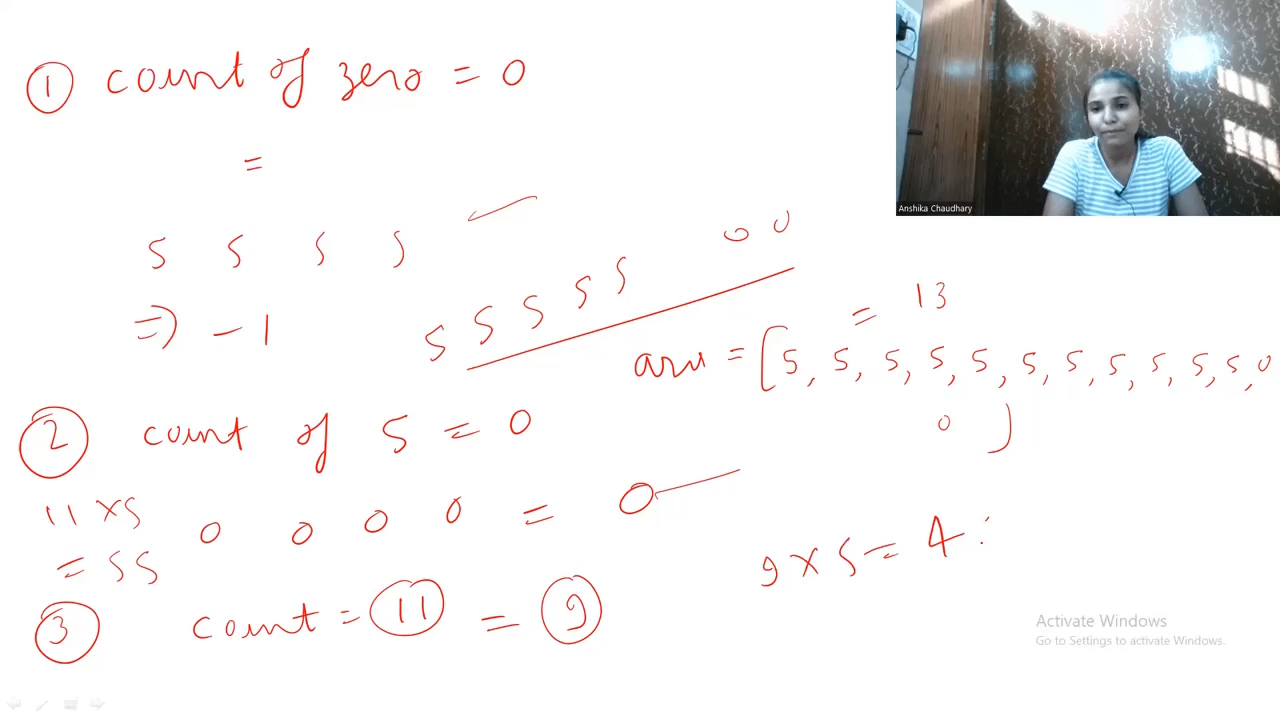 ① count of zero = 0
=
5 5 5 5
⇒ -1
5 5 5 5 5 0 0
= 13
arr = [5, 5, 5, 5, 5, 5, 5, 5, 5, 5, 5, 0
0]
② count of 5 = 0
11 x 5
= 55
0 0 0 0 = 0
9 x 5 = 4
③ count = 11 = 9
Anshika Chaudhary
Activate Windows
Go to Settings to activate Windows.